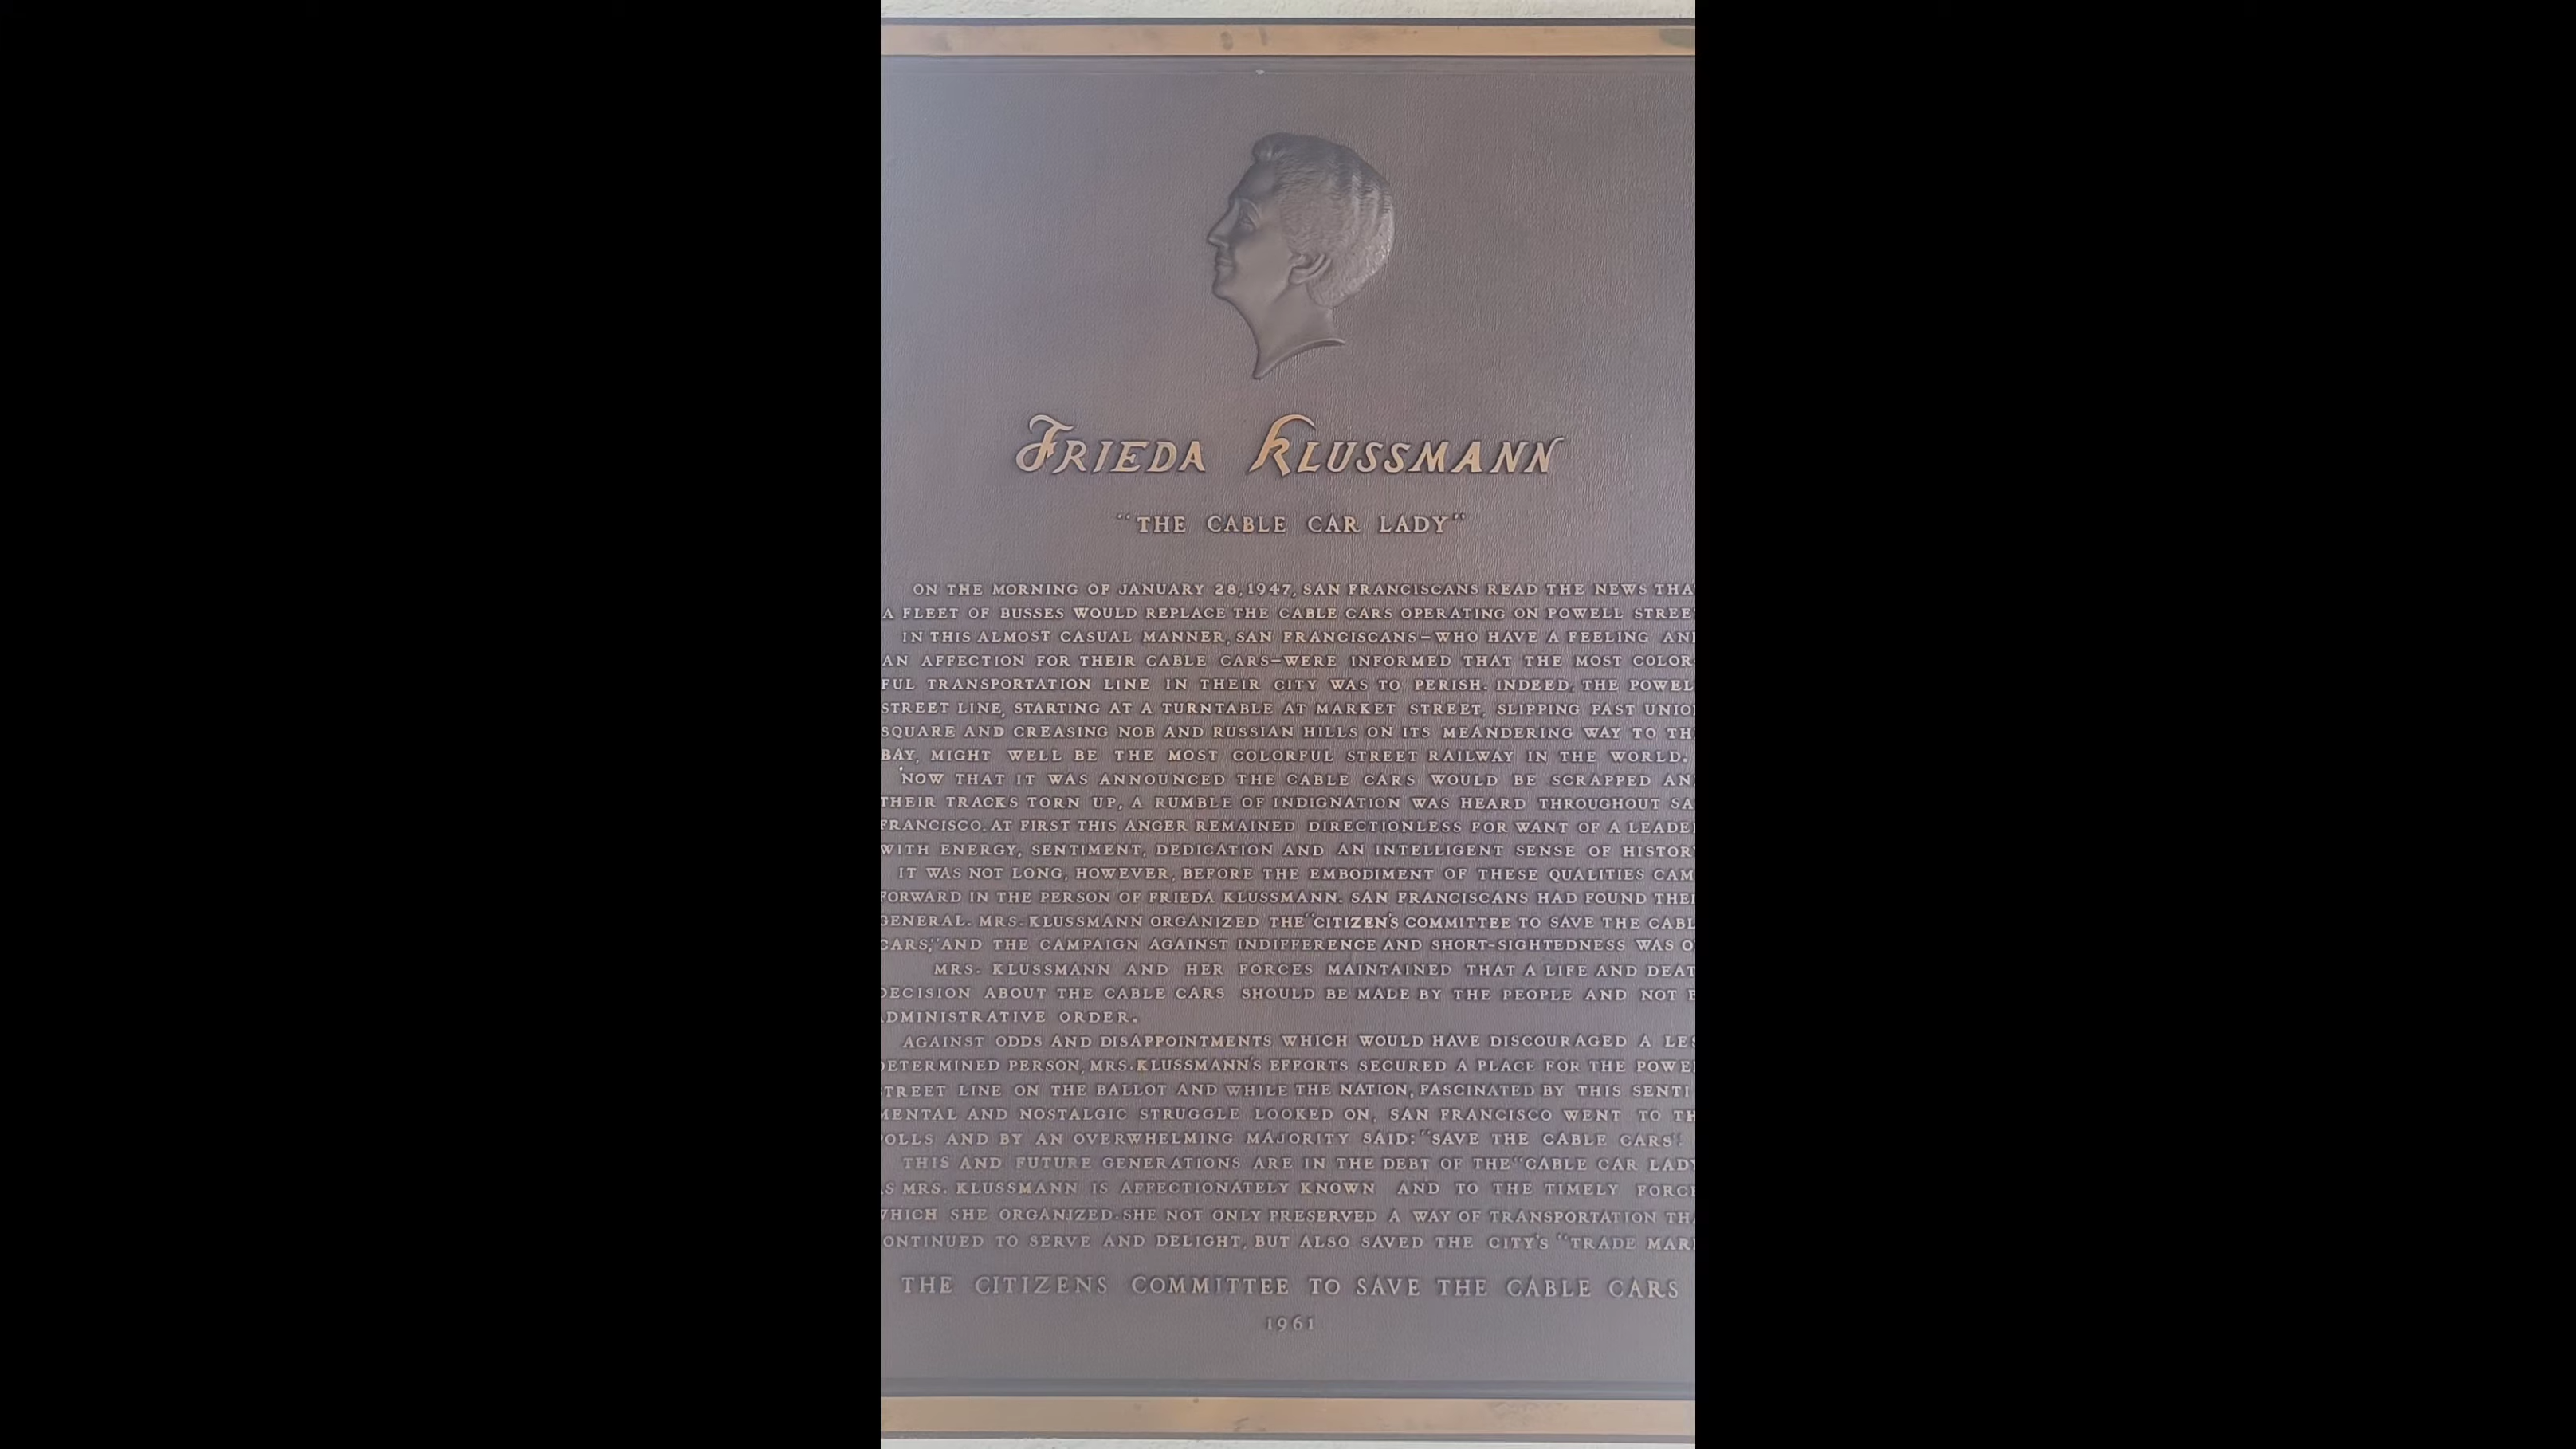 FRIEDA KLUSSMANN
"THE CABLE CAR LADY"
ON THE MORNING OF JANUARY 28, 1947, SAN FRANCISCANS READ THE NEWS THA
A FLEET OF BUSSES WOULD REPLACE THE CABLE CARS OPERATING ON POWELL STREE
IN THIS ALMOST CASUAL MANNER, SAN FRANCISCANS—WHO HAVE A FEELING AN
AN AFFECTION FOR THEIR CABLE CARS—WERE INFORMED THAT THE MOST COLOR-
FUL TRANSPORTATION LINE IN THEIR CITY WAS TO PERISH. INDEED, THE POWEL
STREET LINE, STARTING AT A TURNTABLE AT MARKET STREET, SLIPPING PAST UNIO
SQUARE AND CREASING NOB AND RUSSIAN HILLS ON ITS MEANDERING WAY TO TH
BAY, MIGHT WELL BE THE MOST COLORFUL STREET RAILWAY IN THE WORLD.
NOW THAT IT WAS ANNOUNCED THE CABLE CARS WOULD BE SCRAPPED AN
THEIR TRACKS TORN UP, A RUMBLE OF INDIGNATION WAS HEARD THROUGHOUT SA
FRANCISCO. AT FIRST THIS ANGER REMAINED DIRECTIONLESS FOR WANT OF A LEADE
WITH ENERGY, SENTIMENT, DEDICATION AND AN INTELLIGENT SENSE OF HISTOR
IT WAS NOT LONG, HOWEVER, BEFORE THE EMBODIMENT OF THESE QUALITIES CAM
FORWARD IN THE PERSON OF FRIEDA KLUSSMANN. SAN FRANCISCANS HAD FOUND THEI
GENERAL. MRS. KLUSSMANN ORGANIZED THE "CITIZEN'S COMMITTEE TO SAVE THE CABL
CARS," AND THE CAMPAIGN AGAINST INDIFFERENCE AND SHORT-SIGHTEDNESS WAS O
MRS. KLUSSMANN AND HER FORCES MAINTAINED THAT A LIFE AND DEAT
DECISION ABOUT THE CABLE CARS SHOULD BE MADE BY THE PEOPLE AND NOT B
ADMINISTRATIVE ORDER.
AGAINST ODDS AND DISAPPOINTMENTS WHICH WOULD HAVE DISCOURAGED A LES
DETERMINED PERSON, MRS. KLUSSMANN'S EFFORTS SECURED A PLACE FOR THE POWE
TREET LINE ON THE BALLOT AND WHILE THE NATION, FASCINATED BY THIS SENTI
MENTAL AND NOSTALGIC STRUGGLE LOOKED ON, SAN FRANCISCO WENT TO TH
OLLS AND BY AN OVERWHELMING MAJORITY SAID: "SAVE THE CABLE CARS".
THIS AND FUTURE GENERATIONS ARE IN THE DEBT OF THE "CABLE CAR LADY
AS MRS. KLUSSMANN IS AFFECTIONATELY KNOWN AND TO THE TIMELY FORCE
WHICH SHE ORGANIZED. SHE NOT ONLY PRESERVED A WAY OF TRANSPORTATION THA
ONTINUED TO SERVE AND DELIGHT, BUT ALSO SAVED THE CITY'S "TRADE MAR
THE CITIZENS COMMITTEE TO SAVE THE CABLE CARS
1961